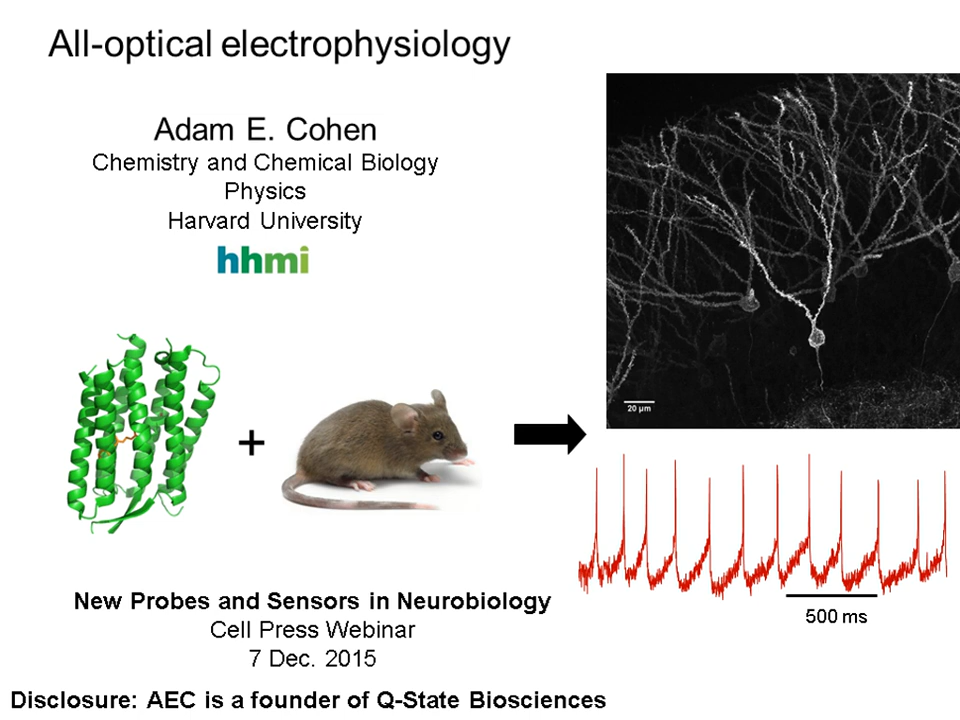 All-optical electrophysiology
Adam E. Cohen
Chemistry and Chemical Biology
Physics
Harvard University
hhmi
+
20 µm
500 ms
New Probes and Sensors in Neurobiology
Cell Press Webinar
7 Dec. 2015
Disclosure: AEC is a founder of Q-State Biosciences